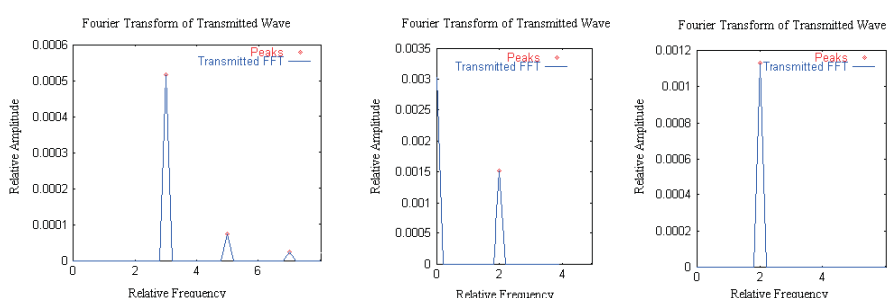 Fourier Transform of Transmitted Wave
0.0006
0.0005
0.0004
0.0003
0.0002
0.0001
0
Relative Amplitude
Peaks
Transmitted FFT
0 2 4 6
Relative Frequency
Fourier Transform of Transmitted Wave
0.0035
0.003
0.0025
0.002
0.0015
0.001
0.0005
0
Relative Amplitude
Peaks
Transmitted FFT
0 2 4
Relative Frequency
Fourier Transform of Transmitted Wave
0.0012
0.001
0.0008
0.0006
0.0004
0.0002
0
Relative Amplitude
Peaks
Transmitted FFT
0 2 4
Relative Frequency